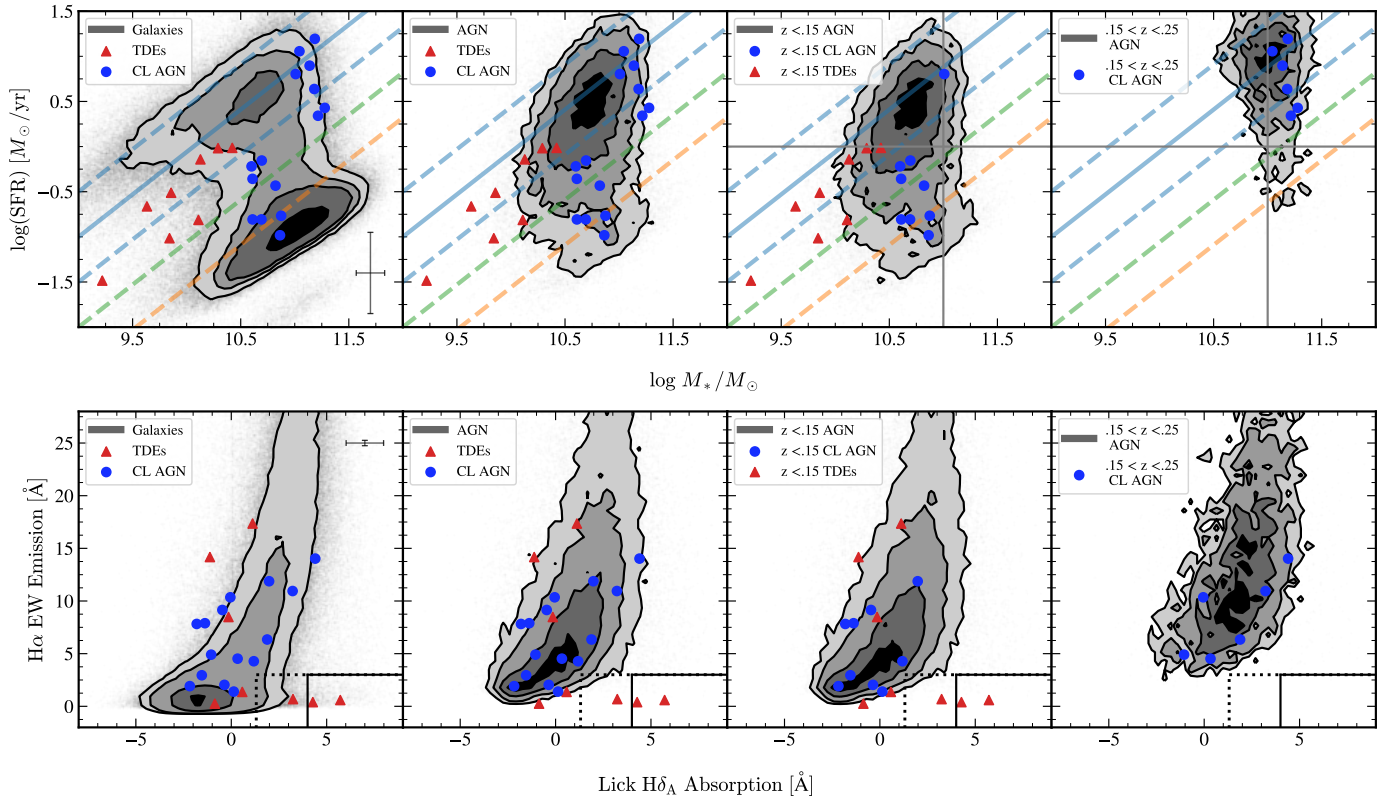 Galaxies
TDEs
CL AGN
AGN
TDEs
CL AGN
z <.15 AGN
z <.15 CL AGN
z <.15 TDEs
.15 < z <.25
AGN
.15 < z <.25
CL AGN
log(SFR) [M⊙/yr]
1.5
0.5
−0.5
−1.5
9.5 10.5 11.5
9.5 10.5 11.5
9.5 10.5 11.5
9.5 10.5 11.5
log M∗/M⊙
Galaxies
TDEs
CL AGN
AGN
TDEs
CL AGN
z <.15 AGN
z <.15 CL AGN
z <.15 TDEs
.15 < z <.25
AGN
.15 < z <.25
CL AGN
Hα EW Emission [Å]
25
20
15
10
5
0
−5 0 5
−5 0 5
−5 0 5
−5 0 5
Lick HδA Absorption [Å]